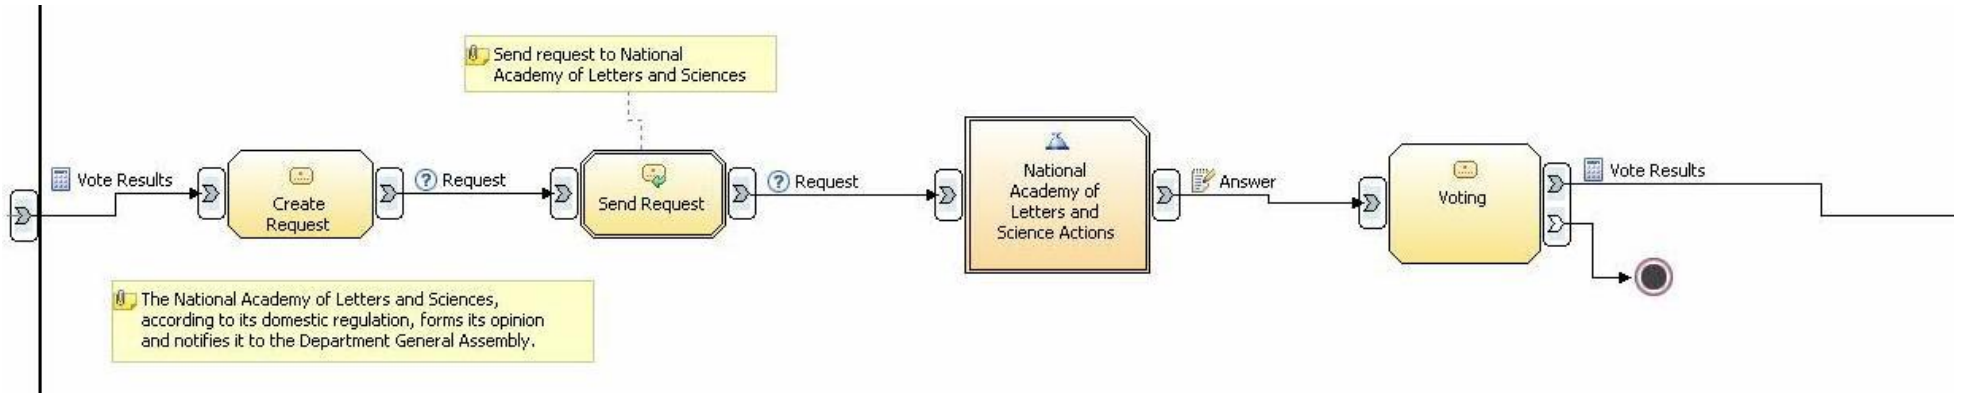 Send request to National
Academy of Letters and Sciences
Vote Results
Create
Request
Request
Send Request
Request
National
Academy of
Letters and
Science Actions
Answer
Voting
Vote Results
The National Academy of Letters and Sciences,
according to its domestic regulation, forms its opinion
and notifies it to the Department General Assembly.